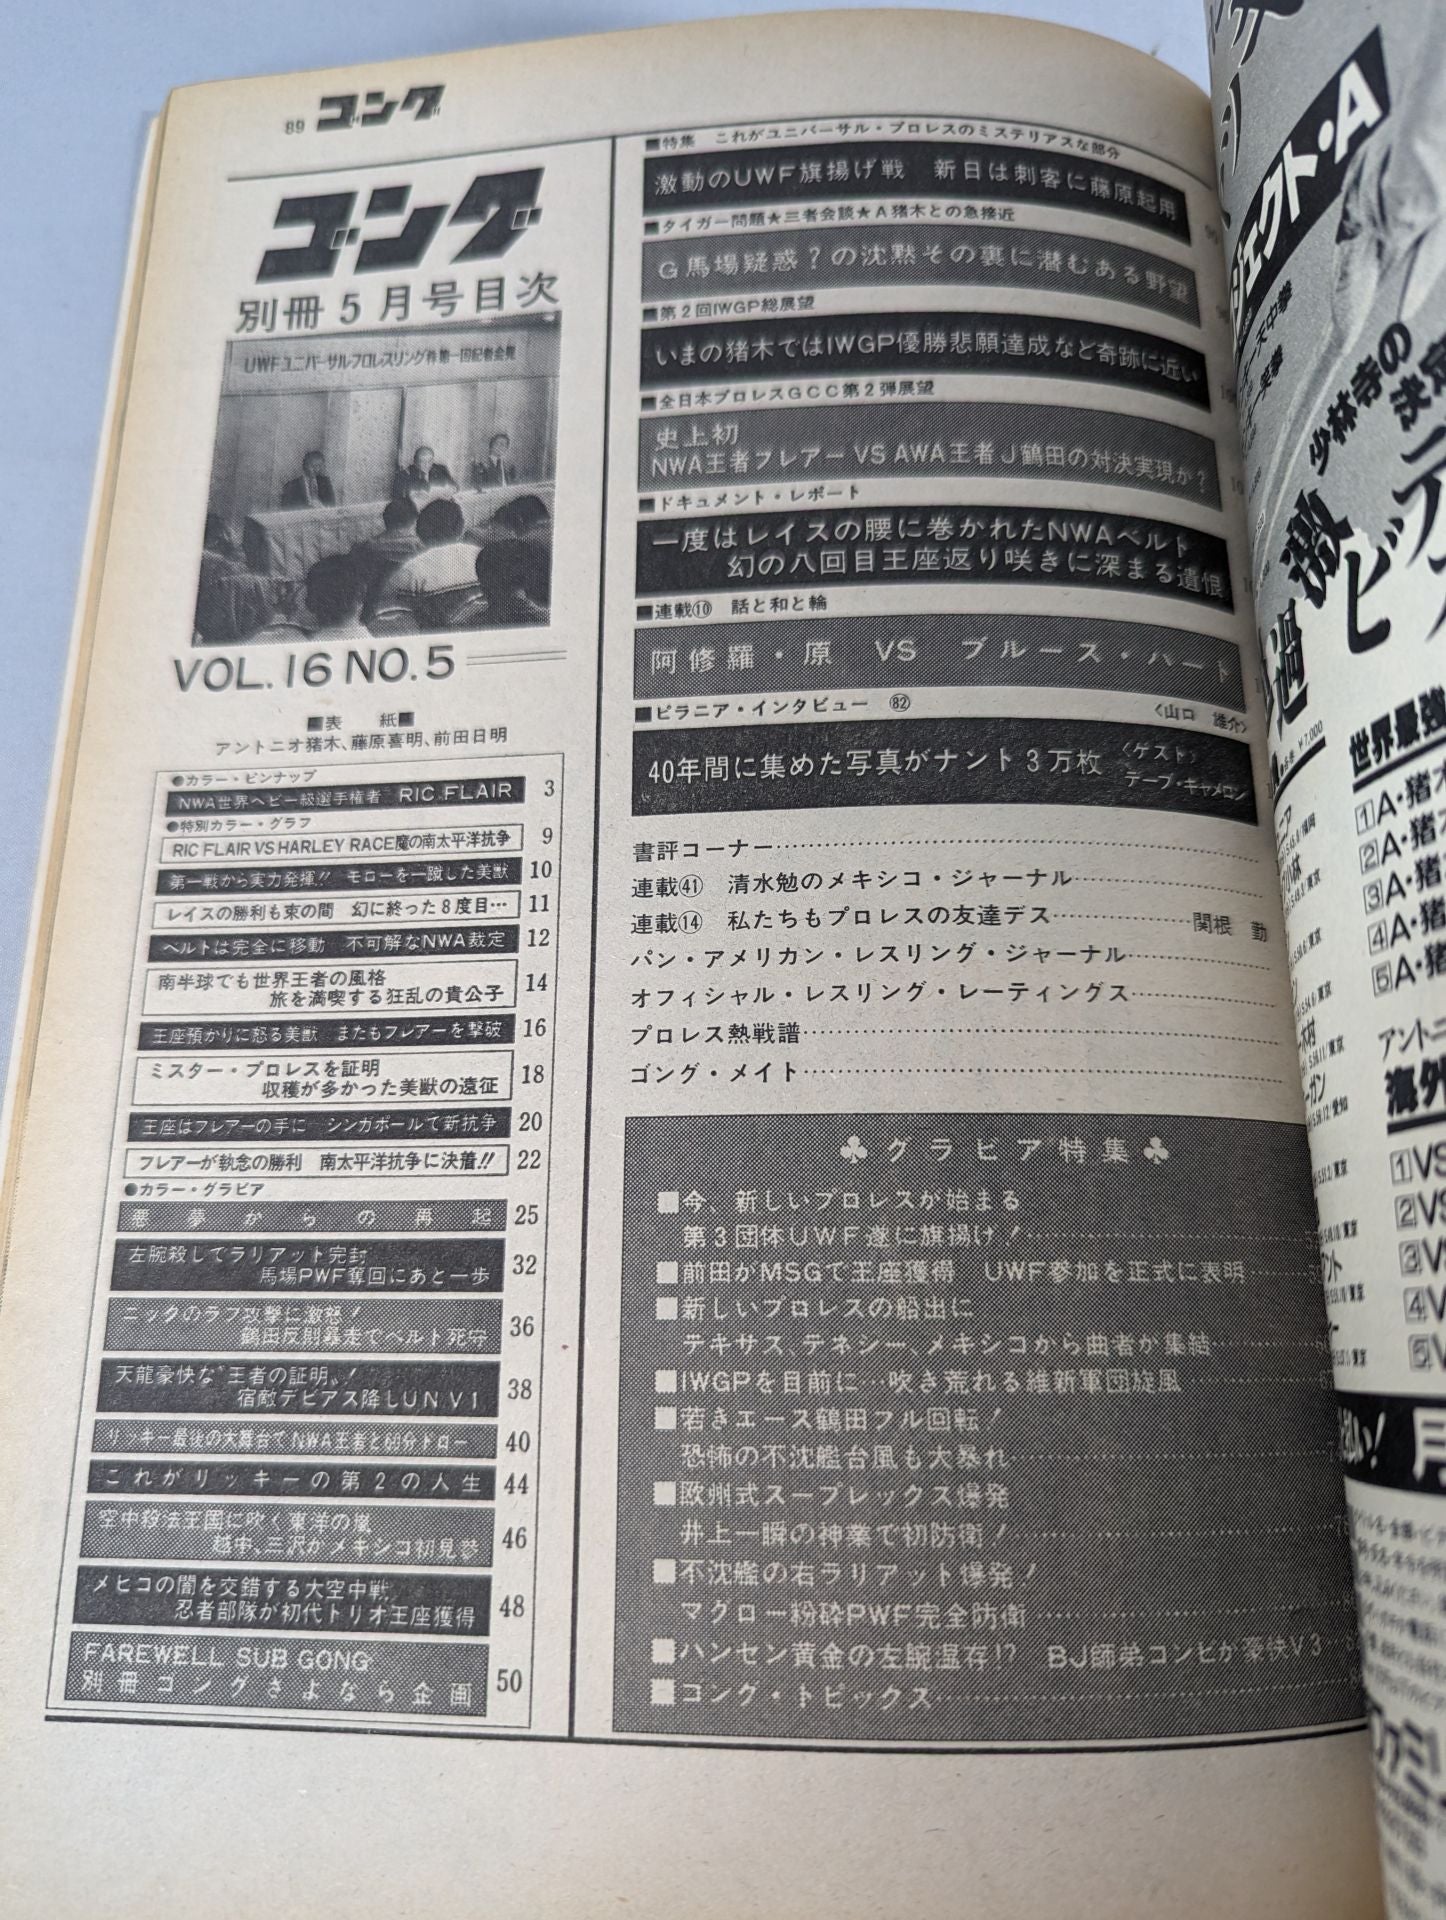 89 ゴング
ゴング
別冊5月号目次
UWFユニバーサルプロレスリング㈱第一回記者会見
VOL.16 NO.5
■表 紙■
アントニオ猪木、藤原喜明、前田日明
●カラー・ピンナップ
NWA世界ヘビー級選手権者 RIC FLAIR 3
●特別カラー・グラフ
RIC FLAIR VS HARLEY RACE魔の南太平洋抗争 9
第一戦から実力発揮!! モローを一蹴した美獣 10
レイスの勝利も束の間 幻に終った8度目… 11
ベルトは完全に移動 不可解なNWA裁定 12
南半球でも世界王者の風格
旅を満喫する狂乱の貴公子 14
王座預かりに怒る美獣 またもフレアーを撃破 16
ミスター・プロレスを証明
収穫が多かった美獣の遠征 18
王座はフレアーの手に シンガポールで新抗争 20
フレアーが執念の勝利 南太平洋抗争に決着!! 22
●カラー・グラビア
悪夢からの再起 25
左腕殺してラリアット完封
馬場PWF奪回にあと一歩 32
ニックのラフ攻撃に激怒!
鶴田反則暴走でベルト死守 36
天龍豪快な〝王者の証明〟!
宿敵デビアス降しUN V1 38
リッキー最後の大舞台でNWA王者と60分ドロー 40
これがリッキーの第2の人生 44
空中殺法王国に吹く東洋の嵐
越中、三沢がメキシコ初見参 46
メヒコの闇を交錯する大空中戦
忍者部隊が初代トリオ王座獲得 48
FAREWELL SUB GONG
別冊ゴングさよなら企画 50
■特集 これがユニバーサル・プロレスのミステリアスな部分
激動のUWF旗揚げ戦 新日は刺客に藤原起用
■タイガー問題★三者会談★A猪木との急接近
G馬場疑惑?の沈黙その裏に潜むある野望
■第2回IWGP総展望
いまの猪木ではIWGP優勝悲願達成など奇跡に近い
■全日本プロレスGCC第2弾展望
史上初
NWA王者フレアーVS AWA王者J鶴田の対決実現か?
■ドキュメント・レポート
一度はレイスの腰に巻かれたNWAベルト
幻の八回目王座返り咲きに深まる遺恨
■連載⑩ 話と和と輪
阿修羅・原 VS ブルース・ハート
■ピラニア・インタビュー ㊷ 〈山口 雄介〉
40年間に集めた写真がナント3万枚 〈ゲスト〉
テープ・キャメロン
書評コーナー
連載㊶ 清水勉のメキシコ・ジャーナル
連載⑭ 私たちもプロレスの友達デス 関根 勤
パン・アメリカン・レスリング・ジャーナル
オフィシャル・レスリング・レーティングス
プロレス熱戦譜
ゴング・メイト
♣グラビア特集♣
■今、新しいプロレスが始まる
第3団体UWF遂に旗揚げ!
■前田がMSGで王座獲得 UWF参加を正式に表明
■新しいプロレスの船出に
テキサス、テネシー、メキシコから曲者が集結
■IWGPを目前に…吹き荒れる維新軍団旋風
■若きエース鶴田フル回転!
恐怖の不沈艦台風も大暴れ
■欧州式スープレックス爆発
井上一瞬の神業で初防衛!
■不沈艦の右ラリアット爆発!
マクロー粉砕PWF完全防衛
■ハンセン黄金の左腕温存!? BJ師弟コンビが豪快V3
■ゴング・トピックス
ジェクト・A
少林寺の
世界最強
①A・猪木
②A・猪
③A・猪
④A・猪
⑤A・猪
アントニ
海外
①VS
②VS